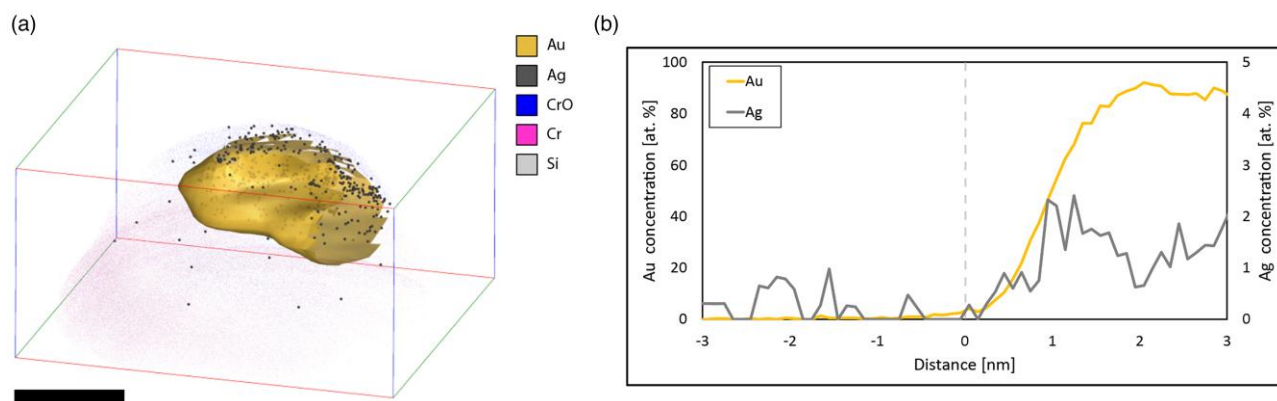 (a)
Au
Ag
CrO
Cr
Si
(b)
Au
Ag
100
80
60
40
20
0
Au concentration [at. %]
5
4
3
2
1
0
Ag concentration [at. %]
-3 -2 -1 0 1 2 3
Distance [nm]